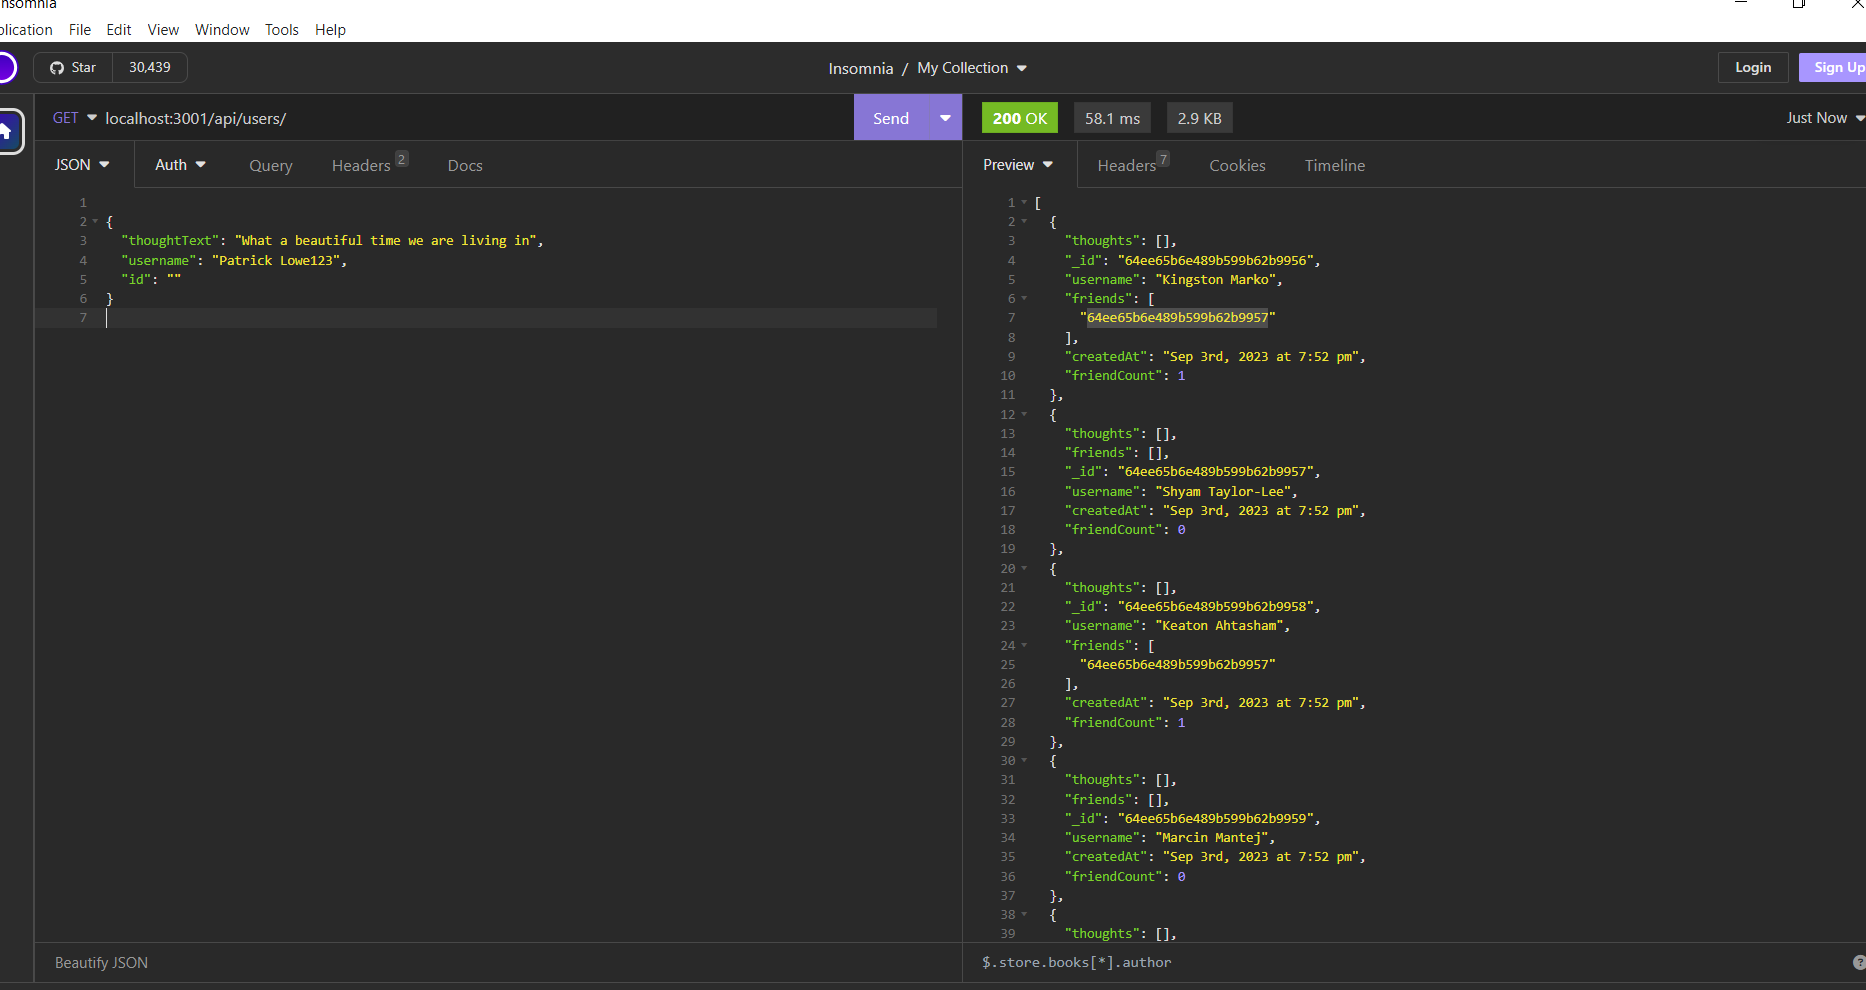 Insomnia
plication File Edit View Window Tools Help
Star 30,439
Insomnia / My Collection
Login Sign Up
GET localhost:3001/api/users/ Send
200 OK 58.1 ms 2.9 KB Just Now
JSON Auth Query Headers 2 Docs
Preview Headers 7 Cookies Timeline
1
2 {
3 "thoughtText": "What a beautiful time we are living in",
4 "username": "Patrick Lowe123",
5 "id": ""
6 }
7
1 [
2 {
3 "thoughts": [],
4 "_id": "64ee65b6e489b599b62b9956",
5 "username": "Kingston Marko",
6 "friends": [
7 "64ee65b6e489b599b62b9957"
8 ],
9 "createdAt": "Sep 3rd, 2023 at 7:52 pm",
10 "friendCount": 1
11 },
12 {
13 "thoughts": [],
14 "friends": [],
15 "_id": "64ee65b6e489b599b62b9957",
16 "username": "Shyam Taylor-Lee",
17 "createdAt": "Sep 3rd, 2023 at 7:52 pm",
18 "friendCount": 0
19 },
20 {
21 "thoughts": [],
22 "_id": "64ee65b6e489b599b62b9958",
23 "username": "Keaton Ahtasham",
24 "friends": [
25 "64ee65b6e489b599b62b9957"
26 ],
27 "createdAt": "Sep 3rd, 2023 at 7:52 pm",
28 "friendCount": 1
29 },
30 {
31 "thoughts": [],
32 "friends": [],
33 "_id": "64ee65b6e489b599b62b9959",
34 "username": "Marcin Mantej",
35 "createdAt": "Sep 3rd, 2023 at 7:52 pm",
36 "friendCount": 0
37 },
38 {
39 "thoughts": [],
Beautify JSON
$.store.books[*].author ?